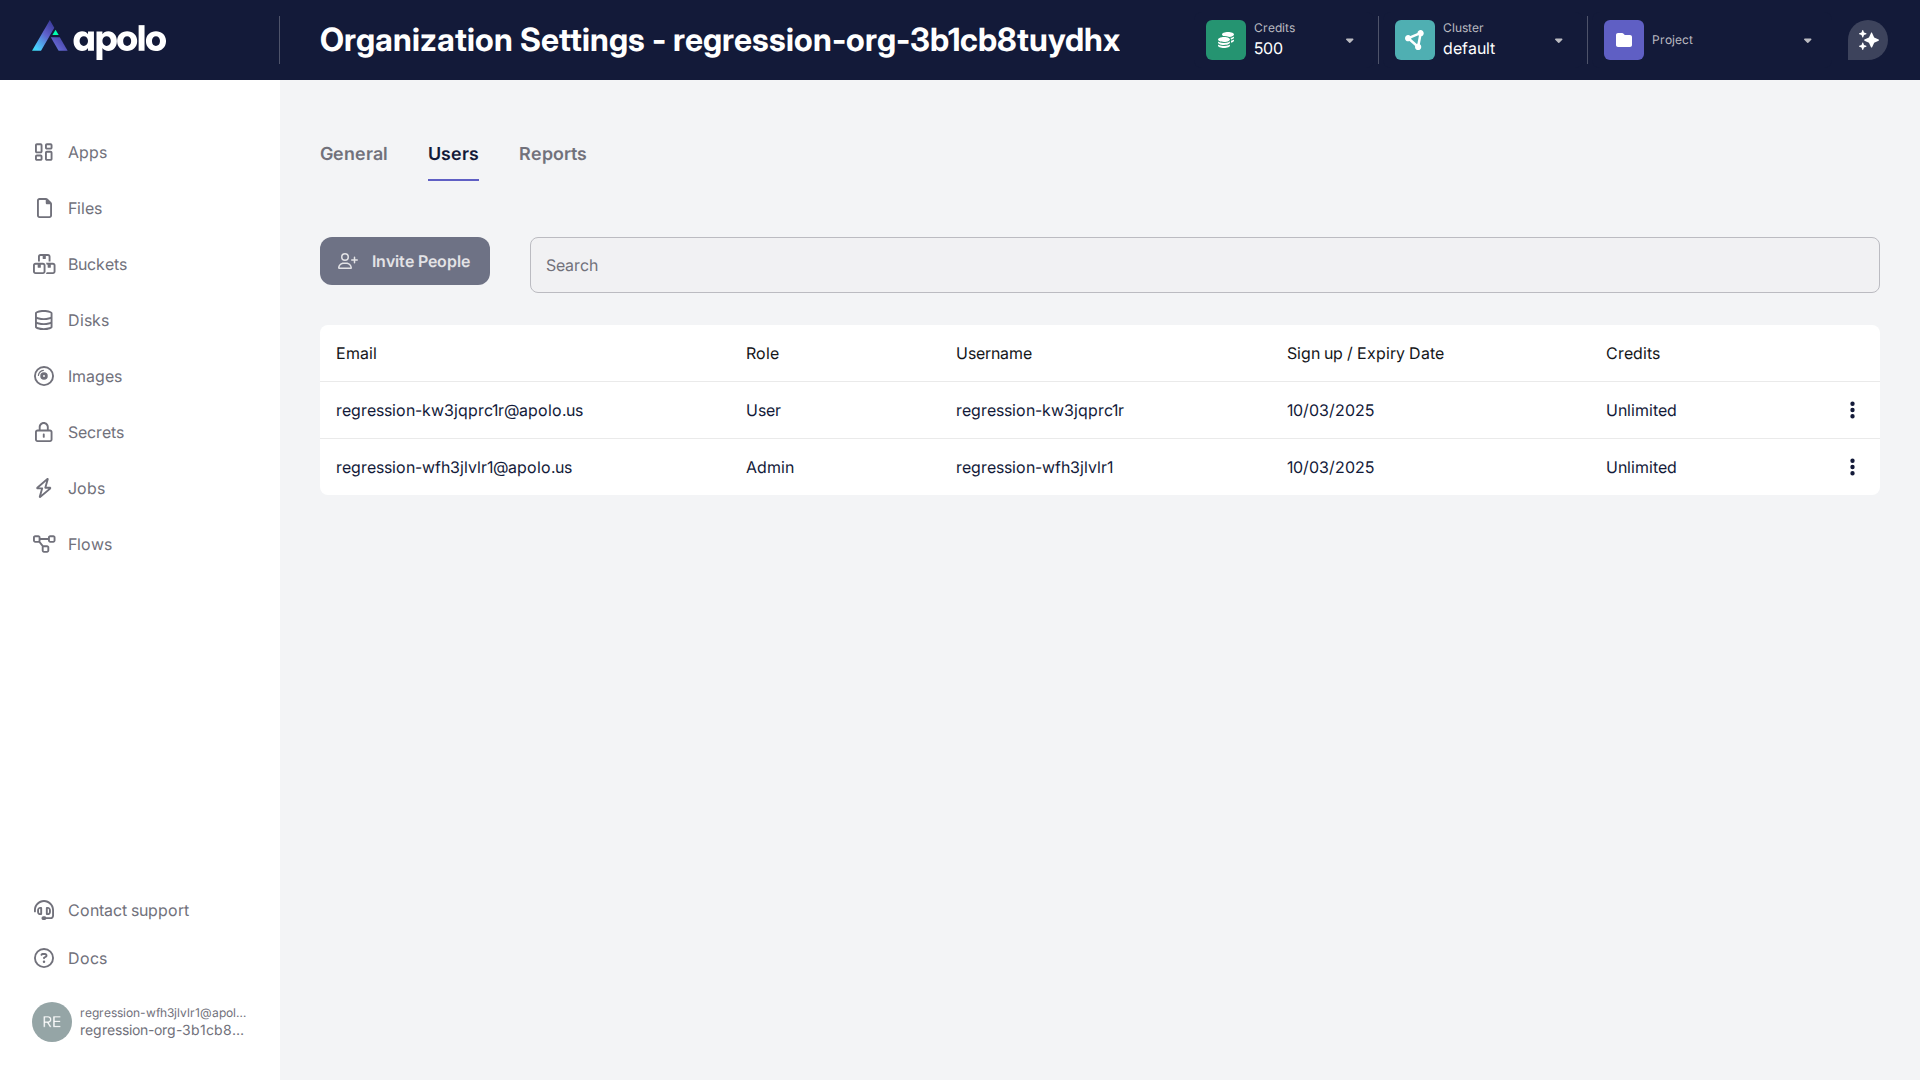 apolo
Organization Settings - regression-org-3b1cb8tuydhx
Credits
500
Cluster
default
Project
Apps
Files
Buckets
Disks
Images
Secrets
Jobs
Flows
Contact support
Docs
RE
regression-wfh3jlvlr1@apol...
regression-org-3b1cb8...
General Users Reports
Invite People
Search
Email Role Username Sign up / Expiry Date Credits
regression-kw3jqprc1r@apolo.us User regression-kw3jqprc1r 10/03/2025 Unlimited
regression-wfh3jlvlr1@apolo.us Admin regression-wfh3jlvlr1 10/03/2025 Unlimited